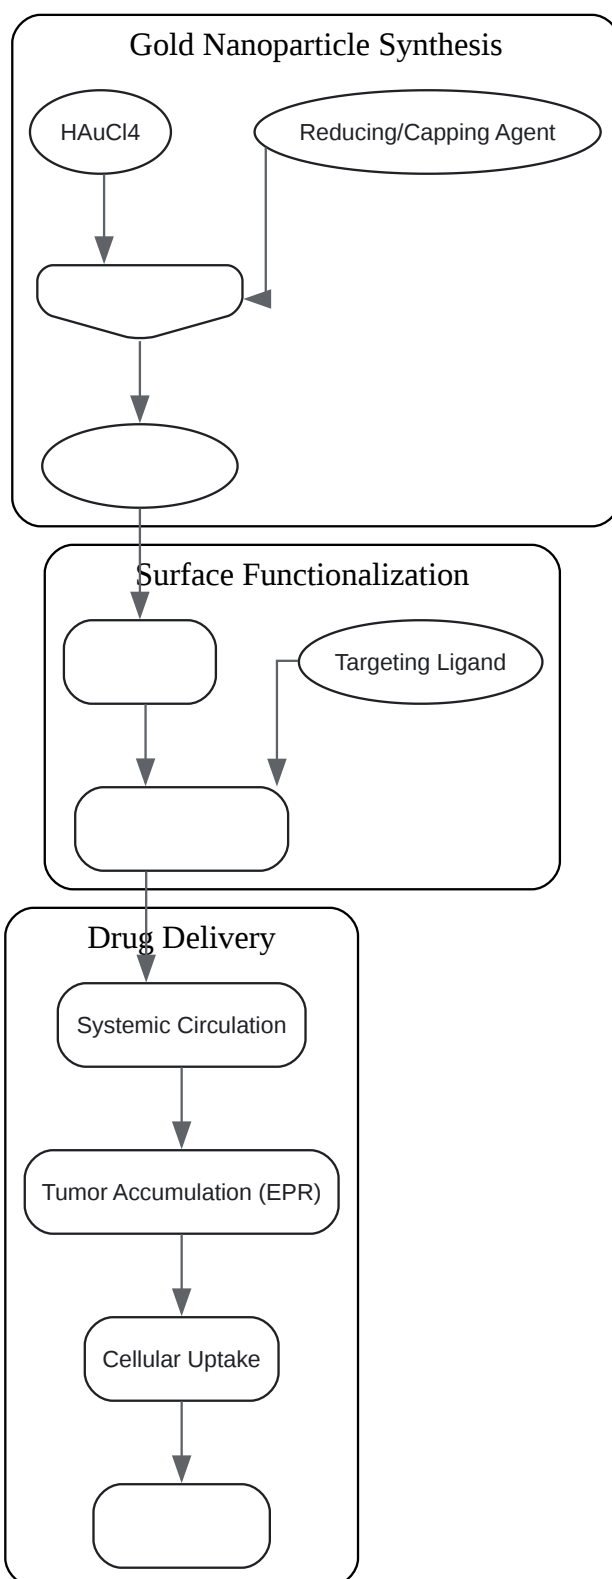 Gold Nanoparticle Synthesis
HAuCl4
Reducing/Capping Agent
Surface Functionalization
Targeting Ligand
Drug Delivery
Systemic Circulation
Tumor Accumulation (EPR)
Cellular Uptake